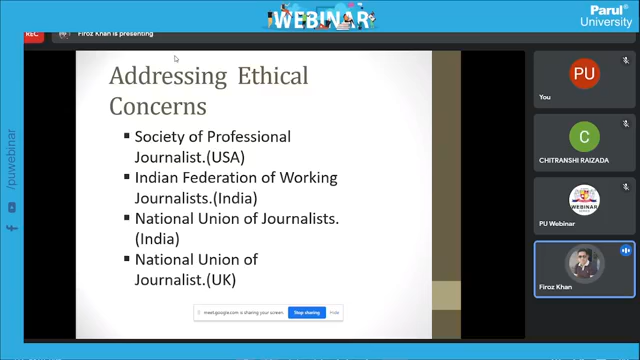 WEBINAR
Parul®
University
REC
Firoz Khan is presenting
Addressing Ethical
Concerns
Society of Professional
Journalist.(USA)
Indian Federation of Working
Journalists.(India)
National Union of Journalists.
(India)
National Union of
Journalist.(UK)
meet.google.com is sharing your screen.
Stop sharing
Hide
/puwebinar
PU
You
C
CHITRANSHI RAIZADA
WEBINAR
PU Webinar
Firoz Khan